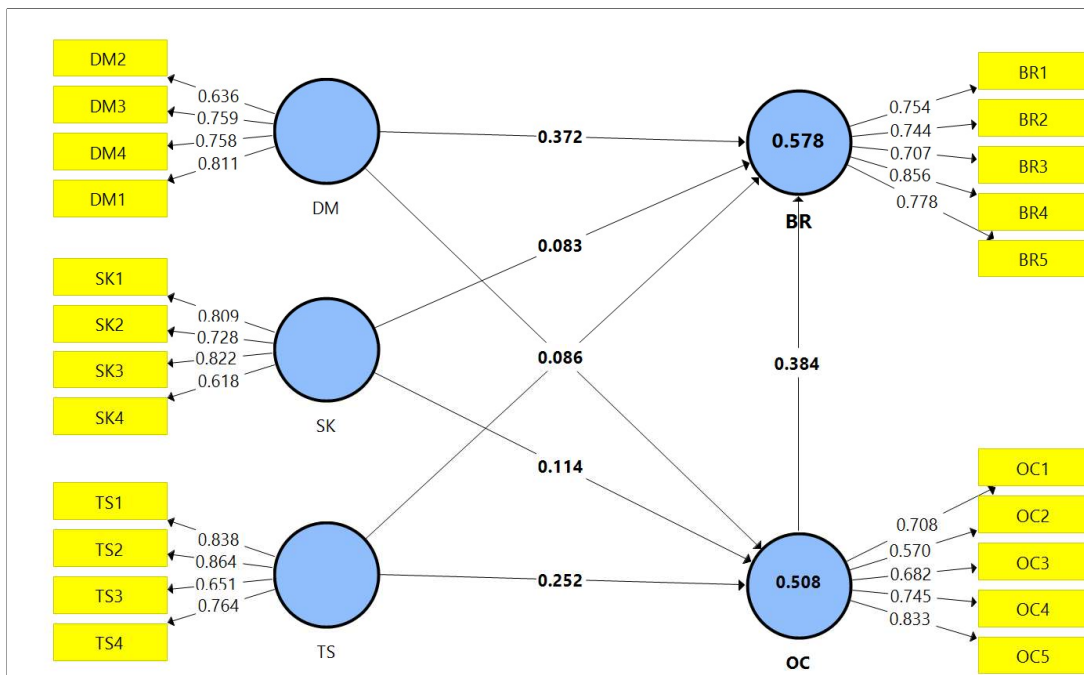 DM2
DM3
DM4
DM1
0.636
0.759
0.758
0.811
DM
SK1
SK2
SK3
SK4
0.809
0.728
0.822
0.618
SK
TS1
TS2
TS3
TS4
0.838
0.864
0.651
0.764
TS
0.372
0.083
0.086
0.114
0.252
0.384
0.578
BR
0.754
0.744
0.707
0.856
0.778
BR1
BR2
BR3
BR4
BR5
0.508
OC
0.708
0.570
0.682
0.745
0.833
OC1
OC2
OC3
OC4
OC5